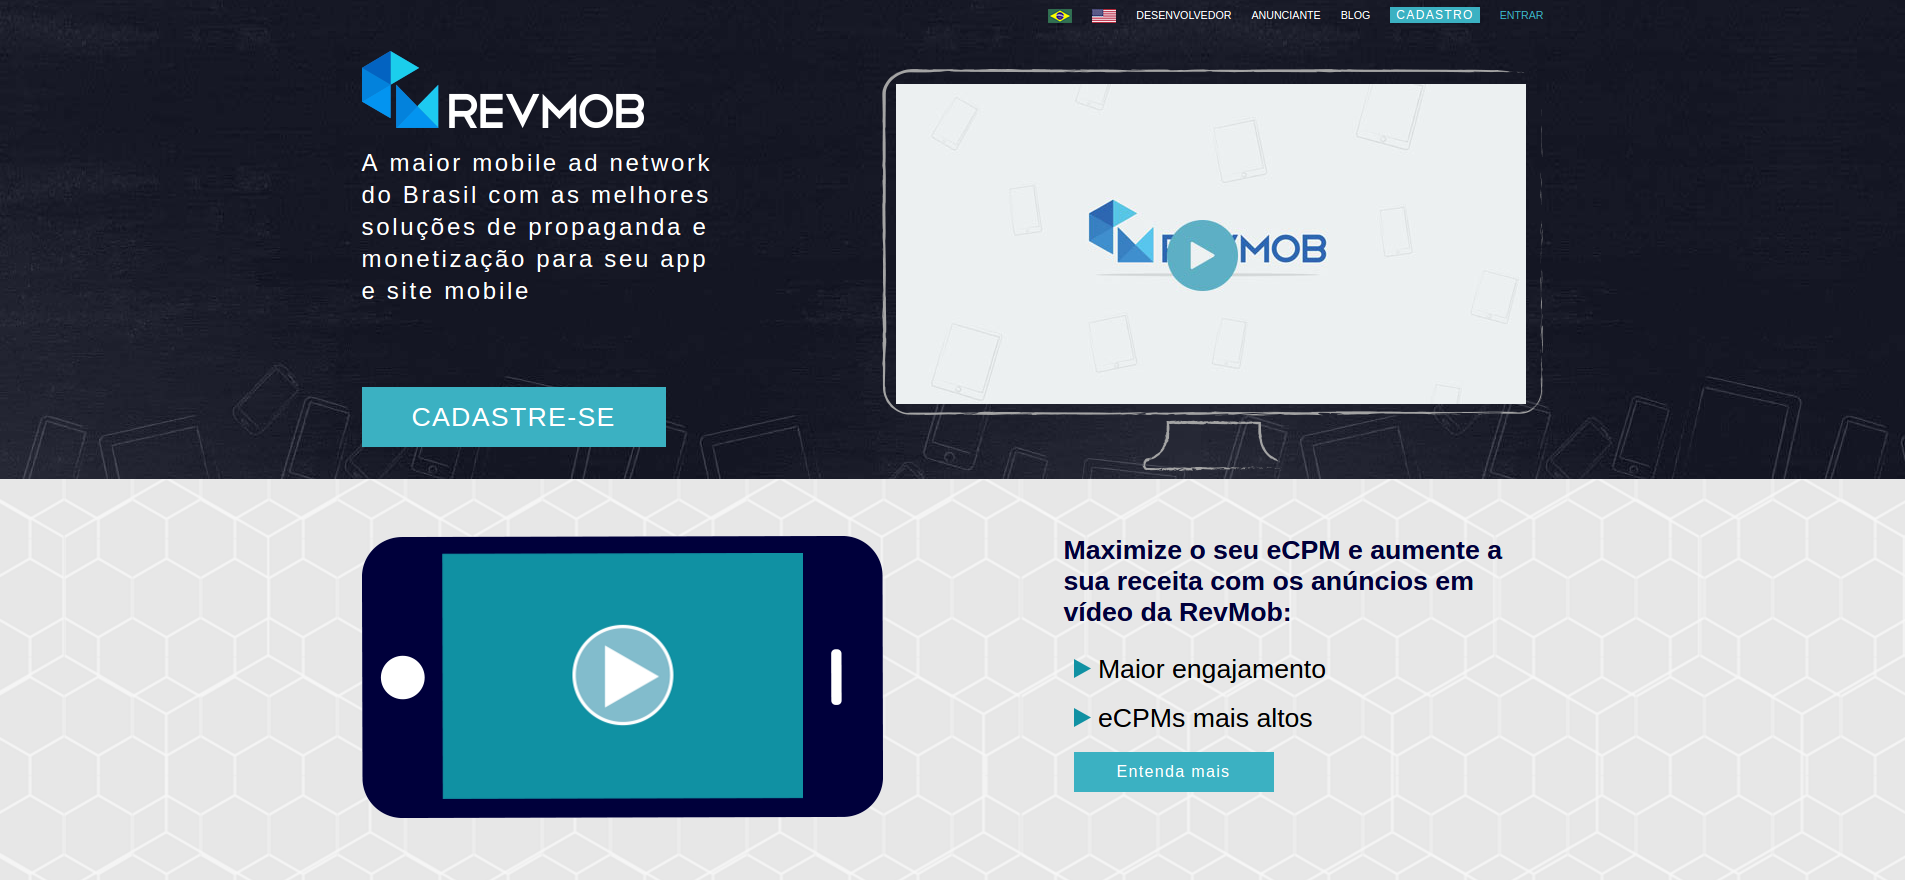 DESENVOLVEDOR ANUNCIANTE BLOG CADASTRO ENTRAR
REVMOB
A maior mobile ad network
do Brasil com as melhores
soluções de propaganda e
monetização para seu app
e site mobile
CADASTRE-SE
REVMOB
Maximize o seu eCPM e aumente a
sua receita com os anúncios em
vídeo da RevMob:
Maior engajamento
eCPMs mais altos
Entenda mais